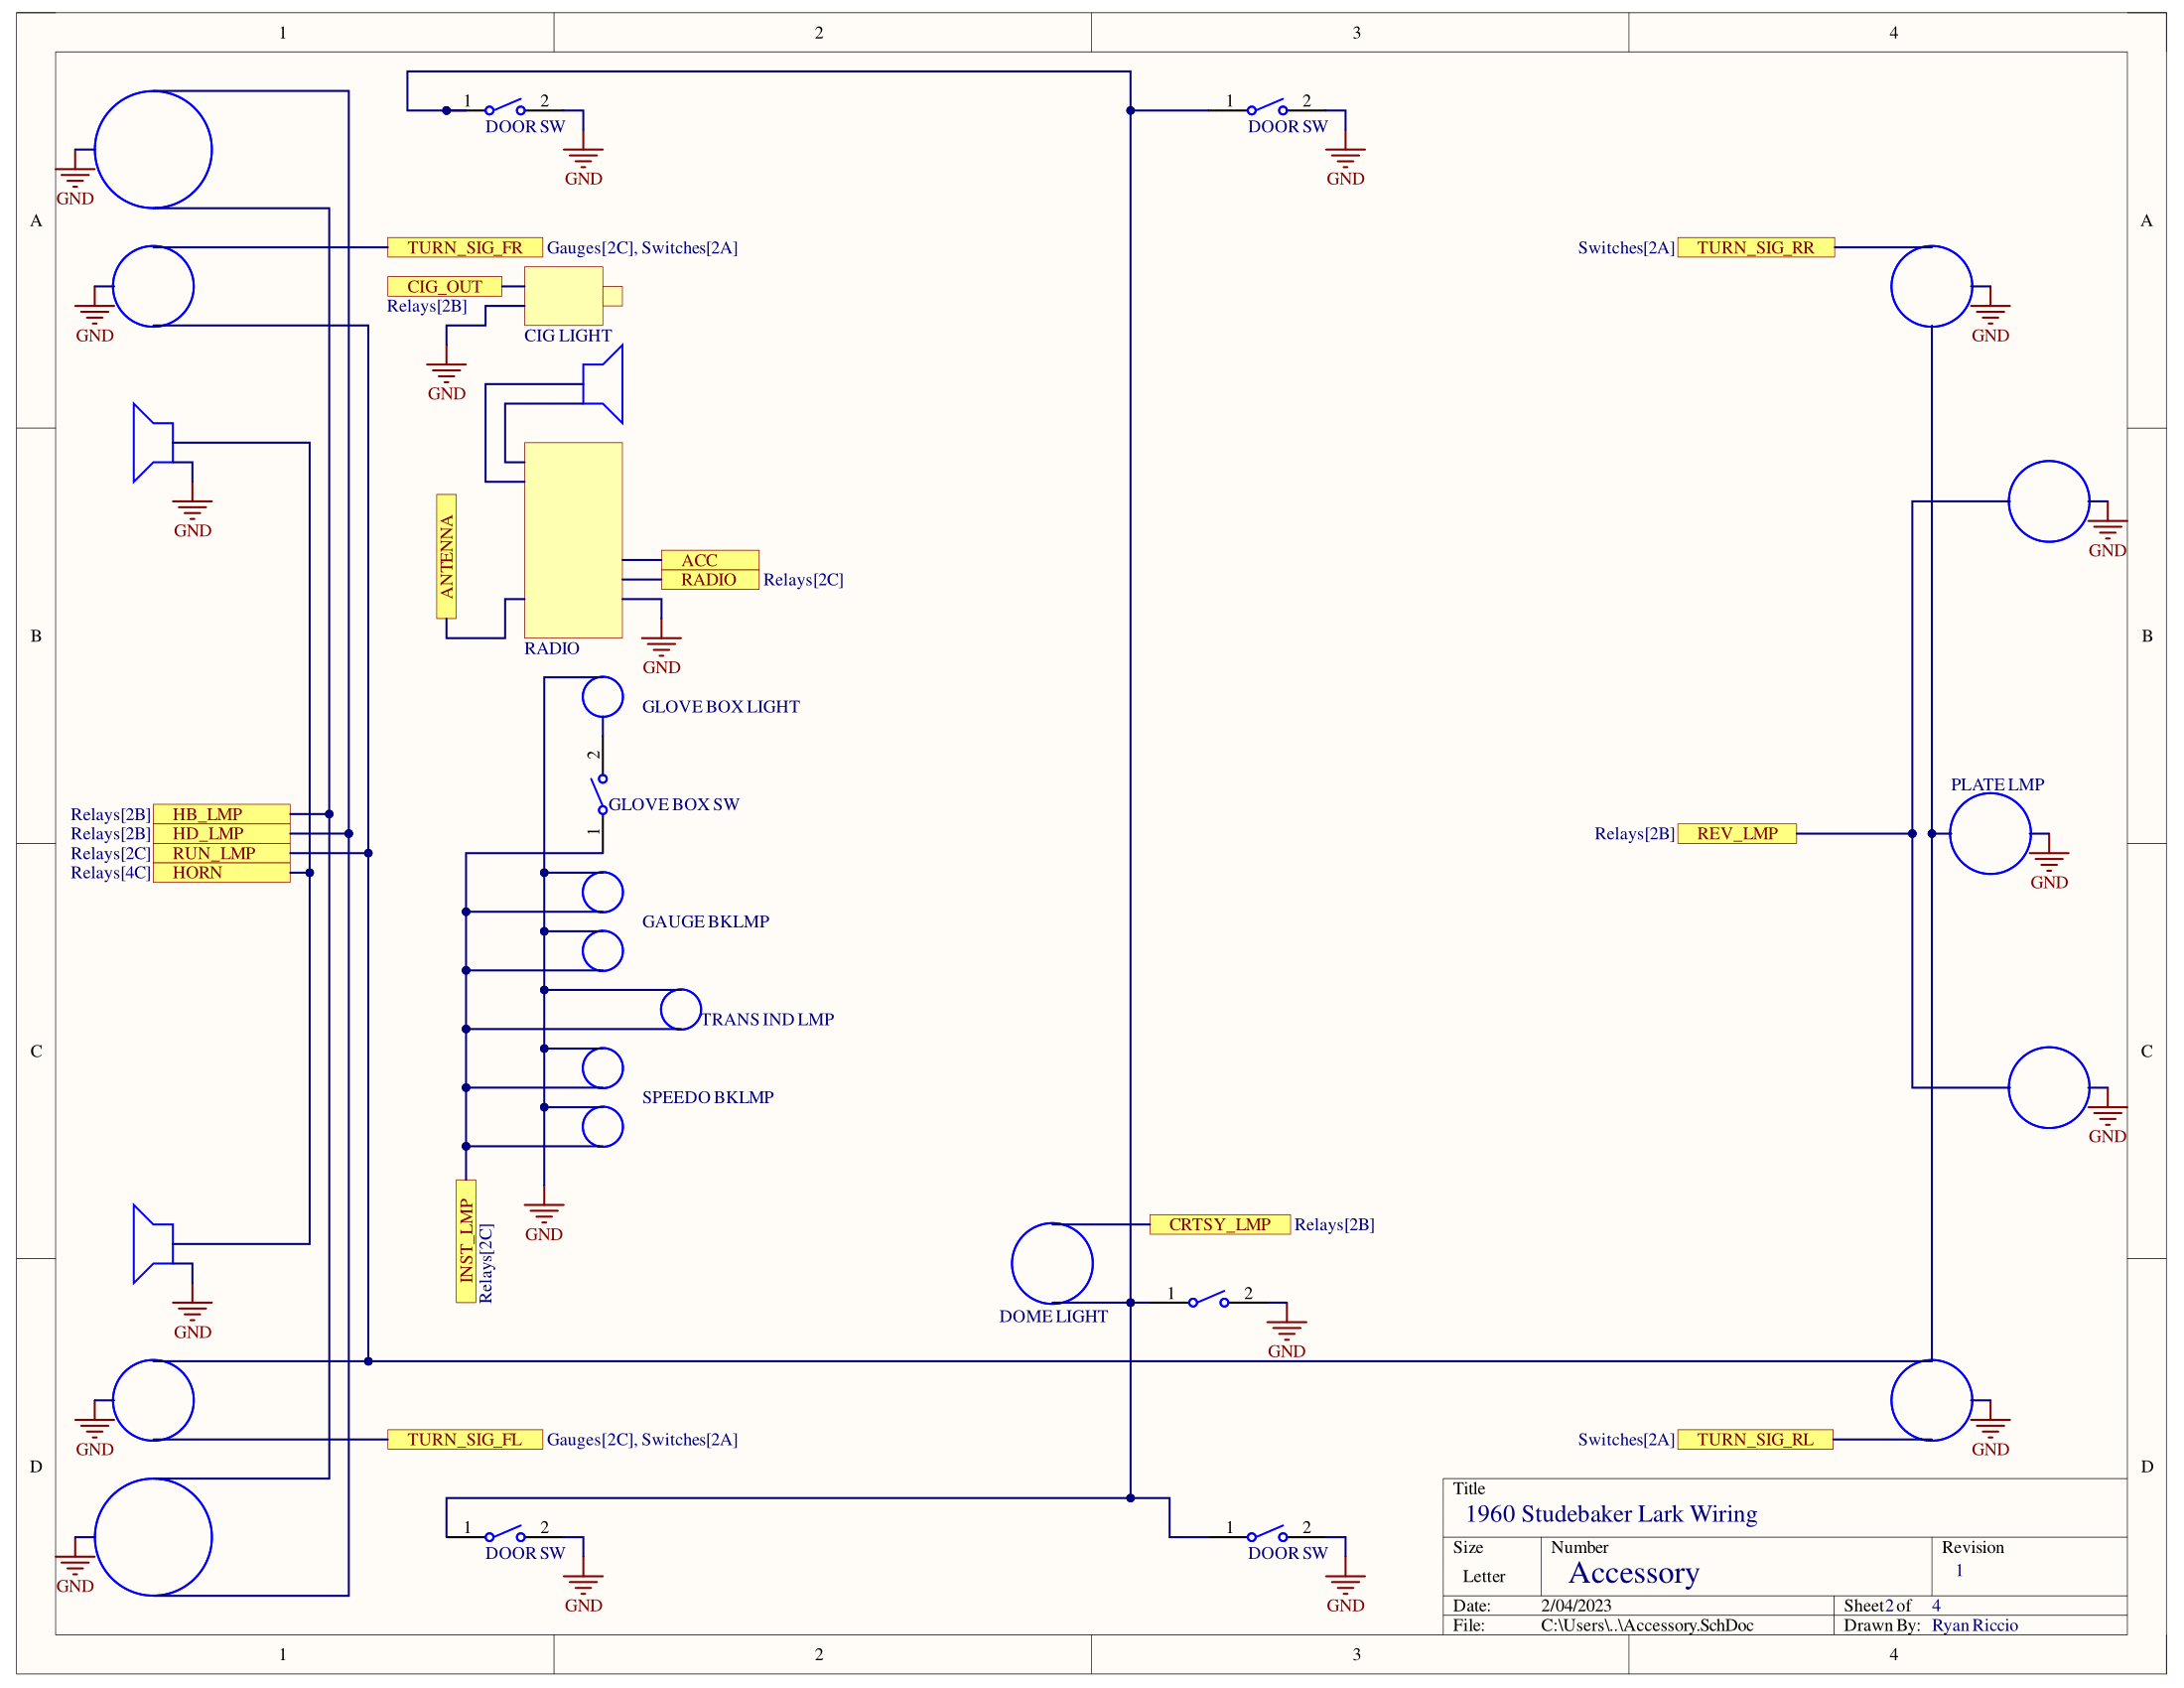 1 2 3 4
1 2 DOOR SW GND
1 2 DOOR SW GND
GND
A A
TURN_SIG_FR Gauges[2C], Switches[2A]
Switches[2A] TURN_SIG_RR
GND
GND
CIG_OUT
Relays[2B]
CIG LIGHT
GND
GND
ANTENNA
ACC
RADIO Relays[2C]
GND
RADIO
GND
B B
GLOVE BOX LIGHT
2
GLOVE BOX SW
1
PLATE LMP
Relays[2B] HB_LMP
Relays[2B] HD_LMP
Relays[2C] RUN_LMP
Relays[4C] HORN
Relays[2B] REV_LMP
GND
GAUGE BKLMP
TRANS IND LMP
C C
SPEEDO BKLMP
GND
INST_LMP
Relays[2C]
GND
CRTSY_LMP Relays[2B]
1 2
DOME LIGHT
GND
GND
TURN_SIG_FL Gauges[2C], Switches[2A]
Switches[2A] TURN_SIG_RL
GND
GND
D D
1 2 DOOR SW GND
1 2 DOOR SW GND
GND
Title
1960 Studebaker Lark Wiring
Size Number Revision
Letter Accessory 1
Date: 2/04/2023 Sheet 2 of 4
File: C:\Users\..\Accessory.SchDoc Drawn By: Ryan Riccio
1 2 3 4